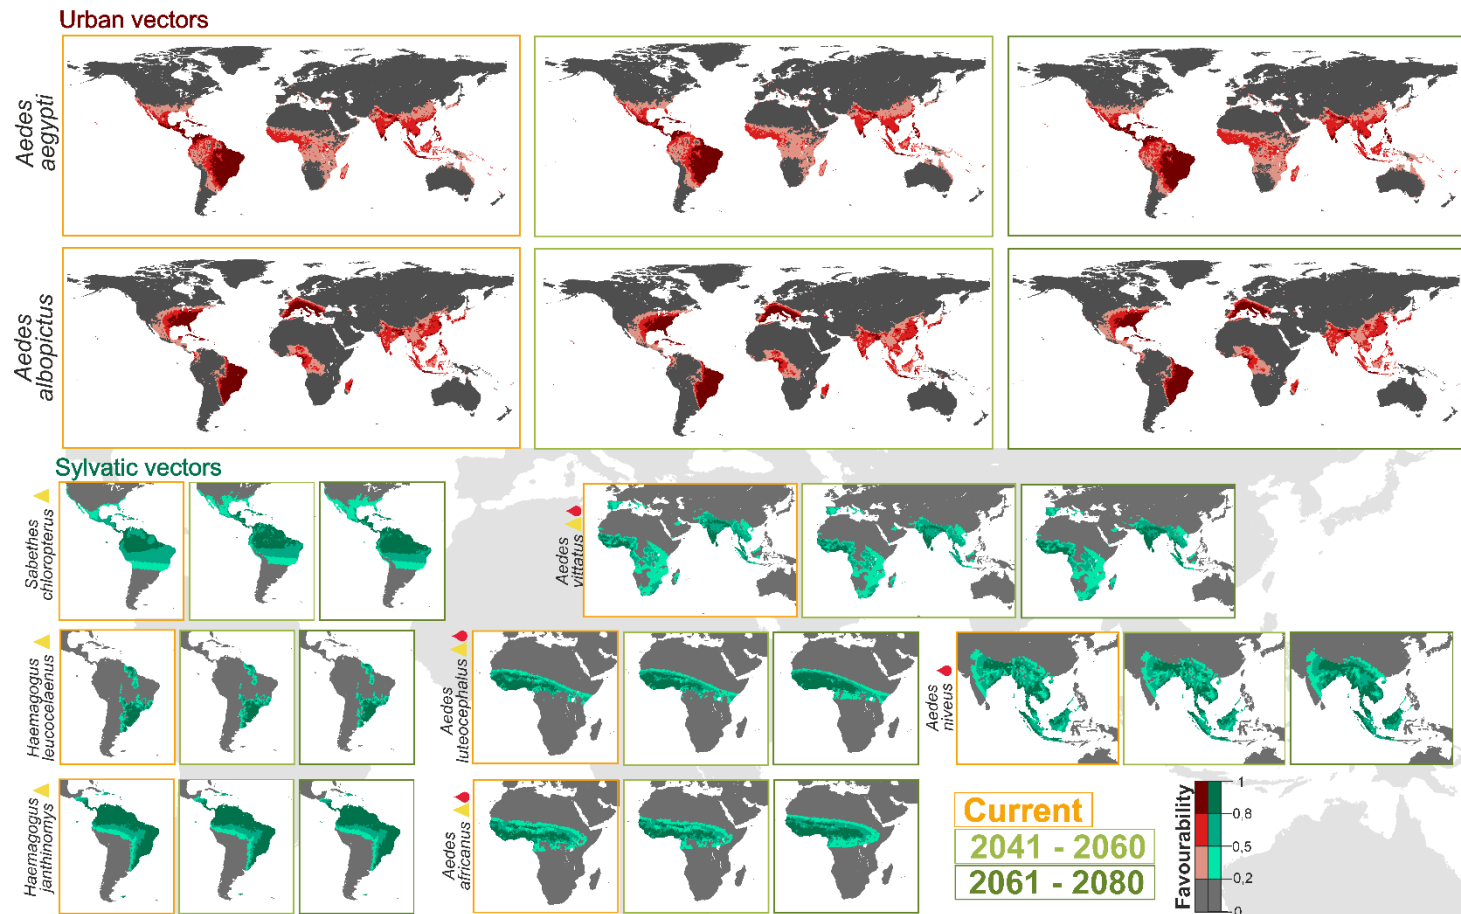 Urban vectors
Aedes
aegypti
Aedes
albopictus
Sylvatic vectors
Sabethes
chloropterus
Aedes
vittatus
Haemagogus
leucocelaenus
Aedes
luteocephalus
Aedes
niveus
Haemagogus
janthinomys
Aedes
africanus
Current
2041 - 2060
2061 - 2080
Favourability
1
0,8
0,5
0,2
0